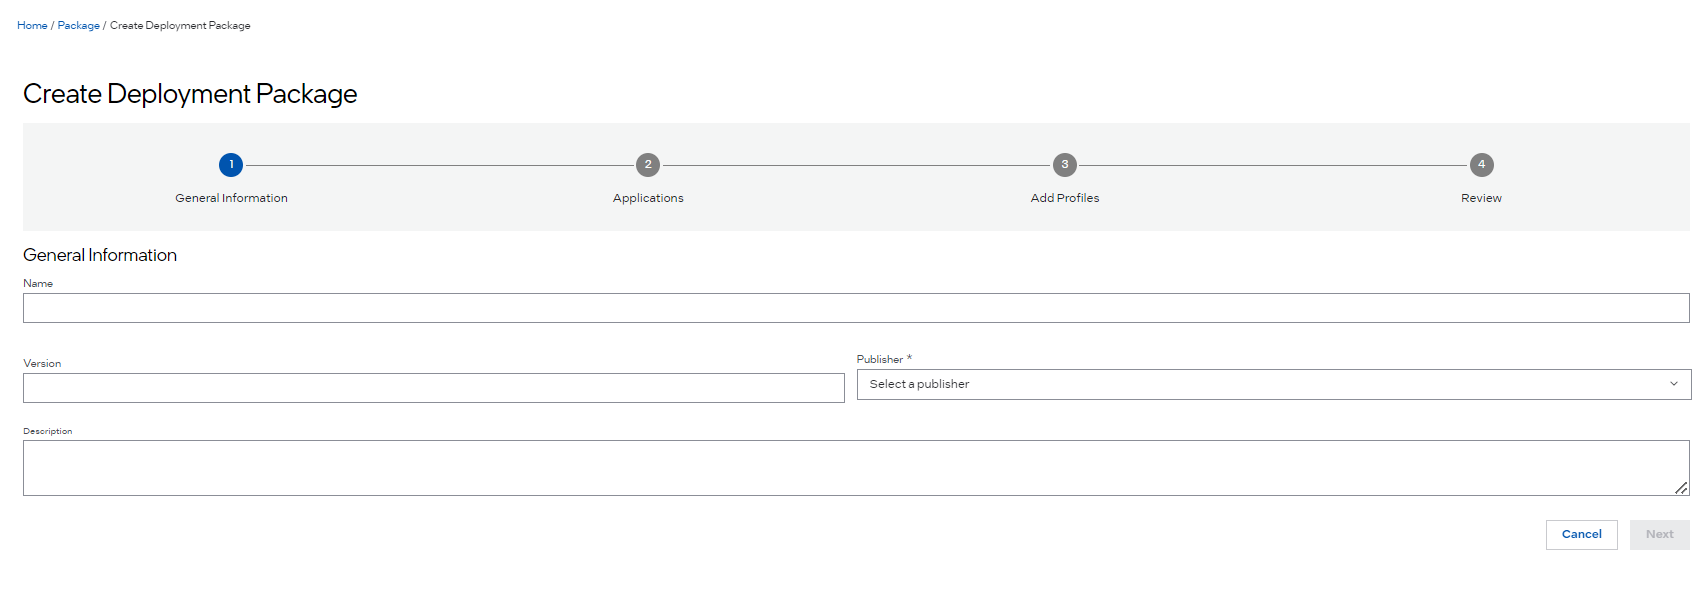 Home / Package / Create Deployment Package
Create Deployment Package
1 2 3 4
General Information Applications Add Profiles Review
General Information
Name
Version Publisher *
Select a publisher
Description
Cancel Next